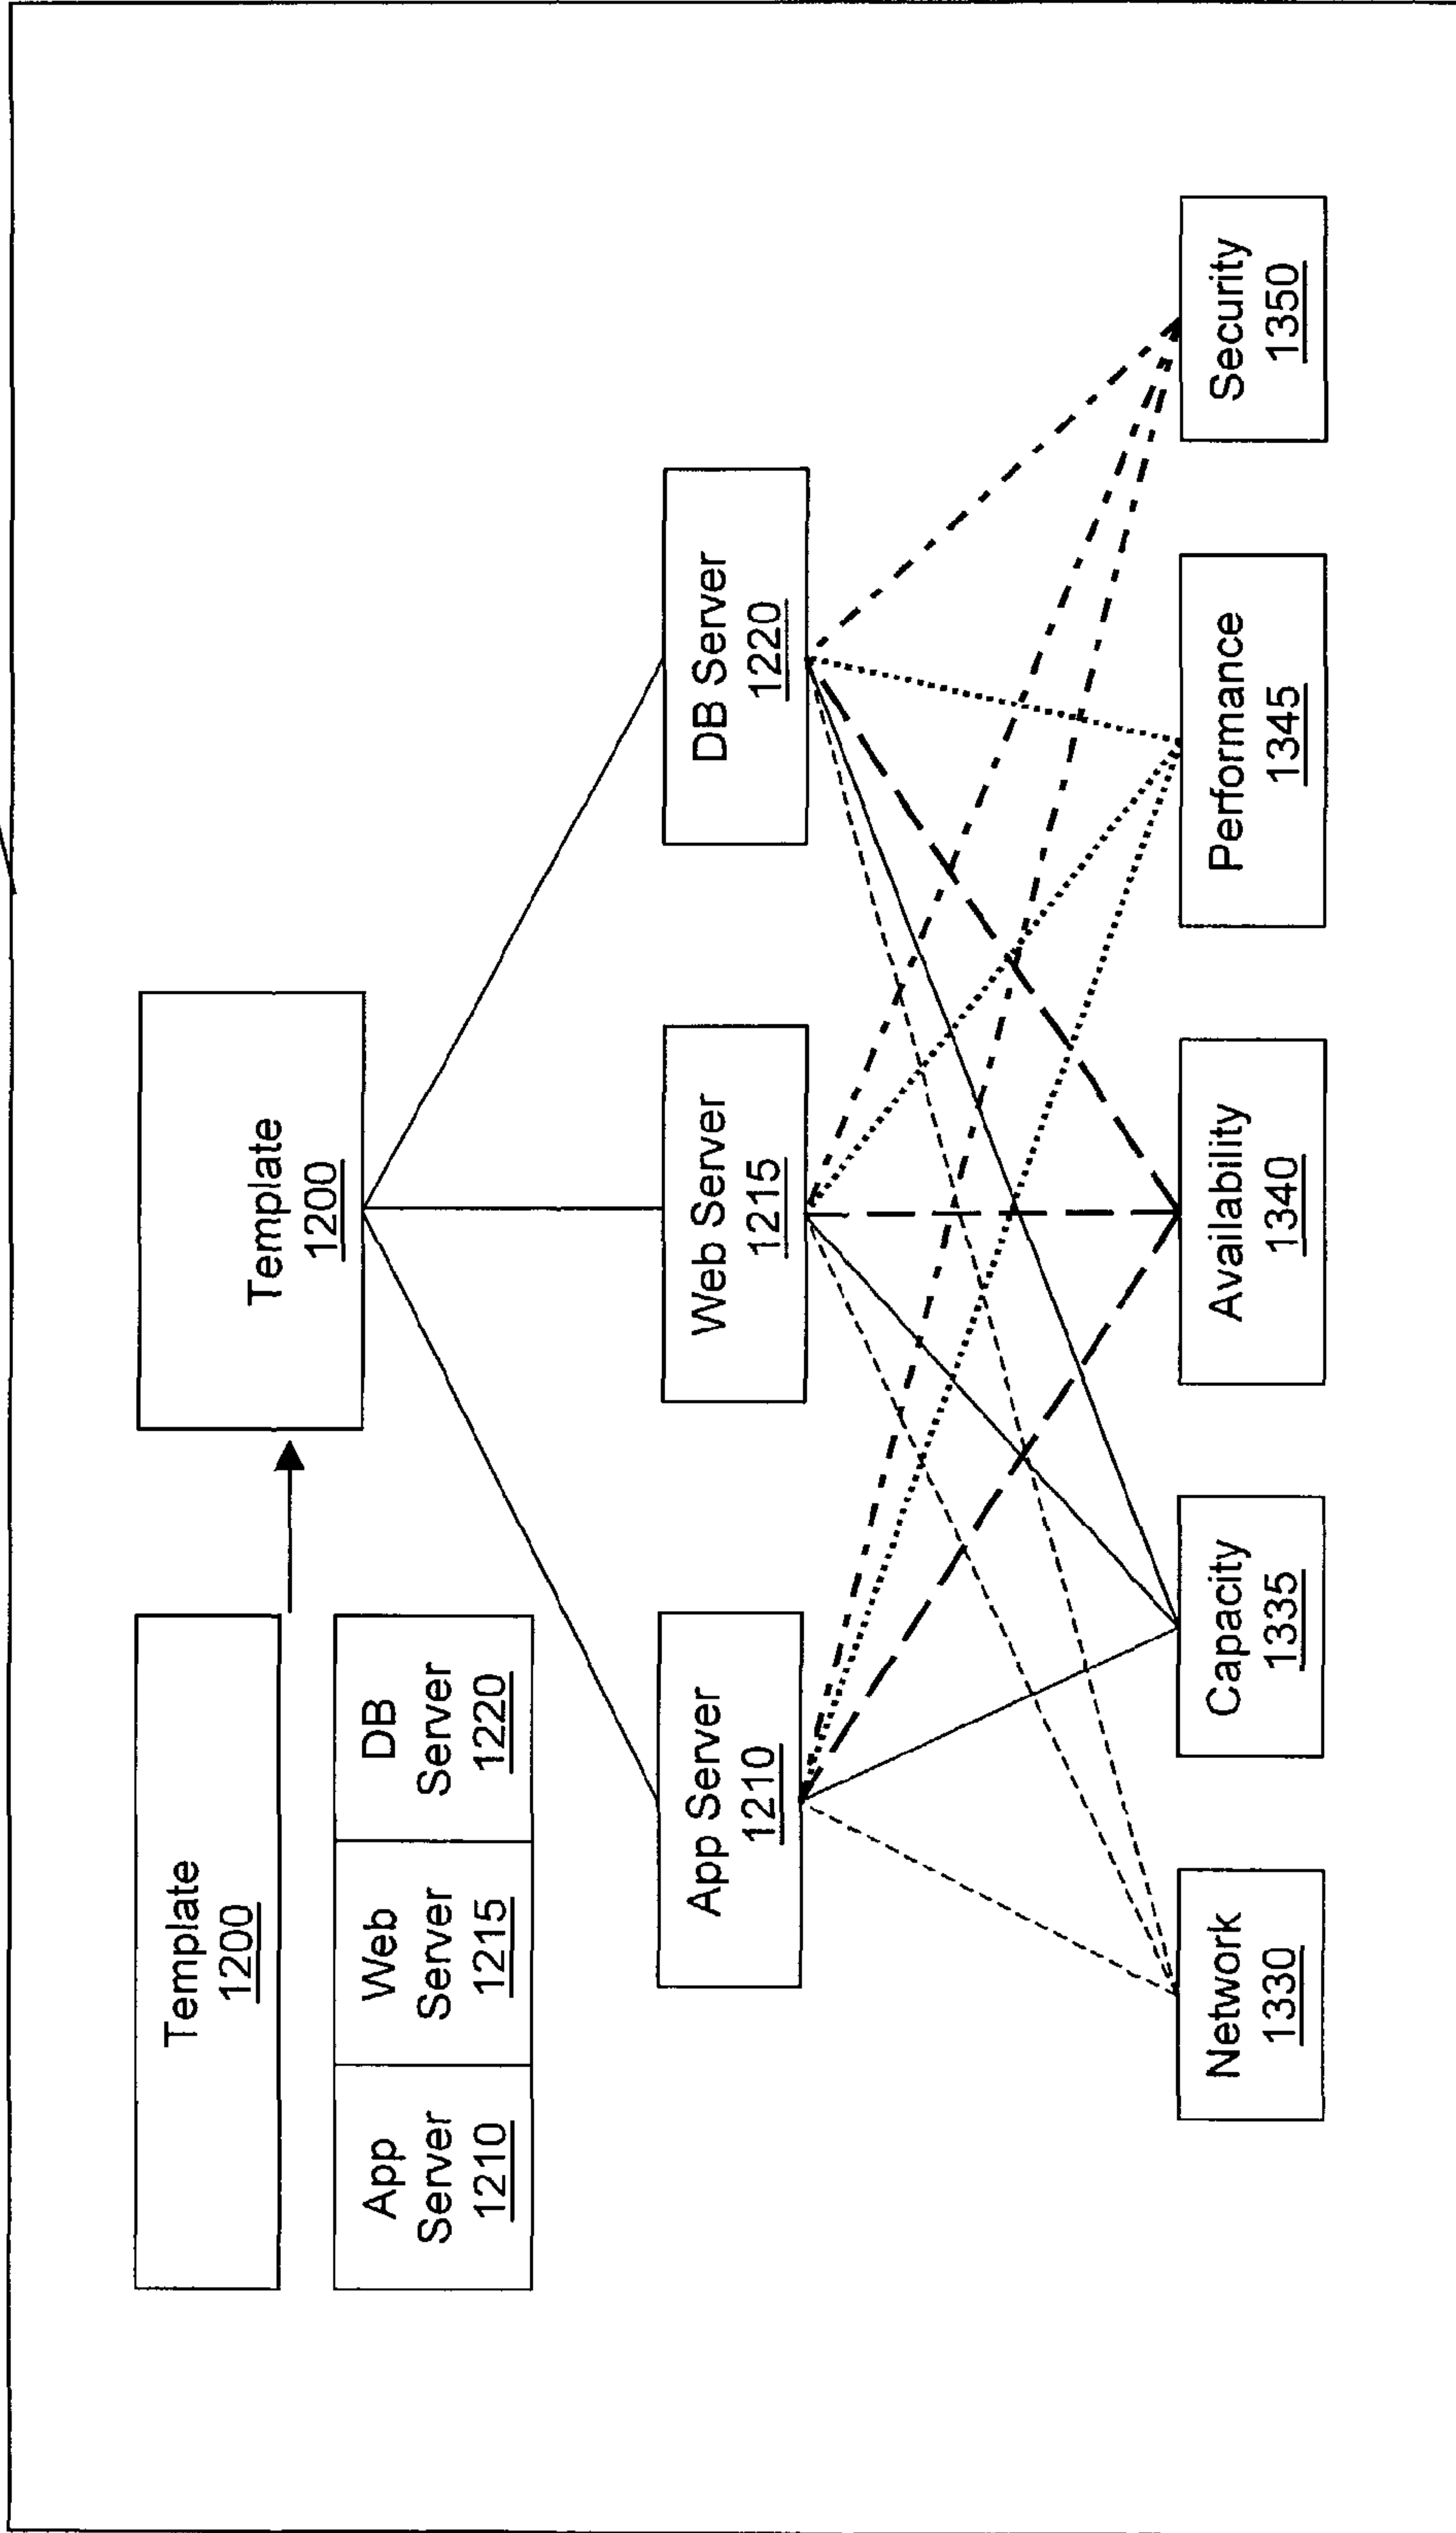 Template
1200
App
Server
1210
Web
Server
1215
DB
Server
1220
Template
1200
App Server
1210
Web Server
1215
DB Server
1220
Network
1330
Capacity
1335
Availability
1340
Performance
1345
Security
1350